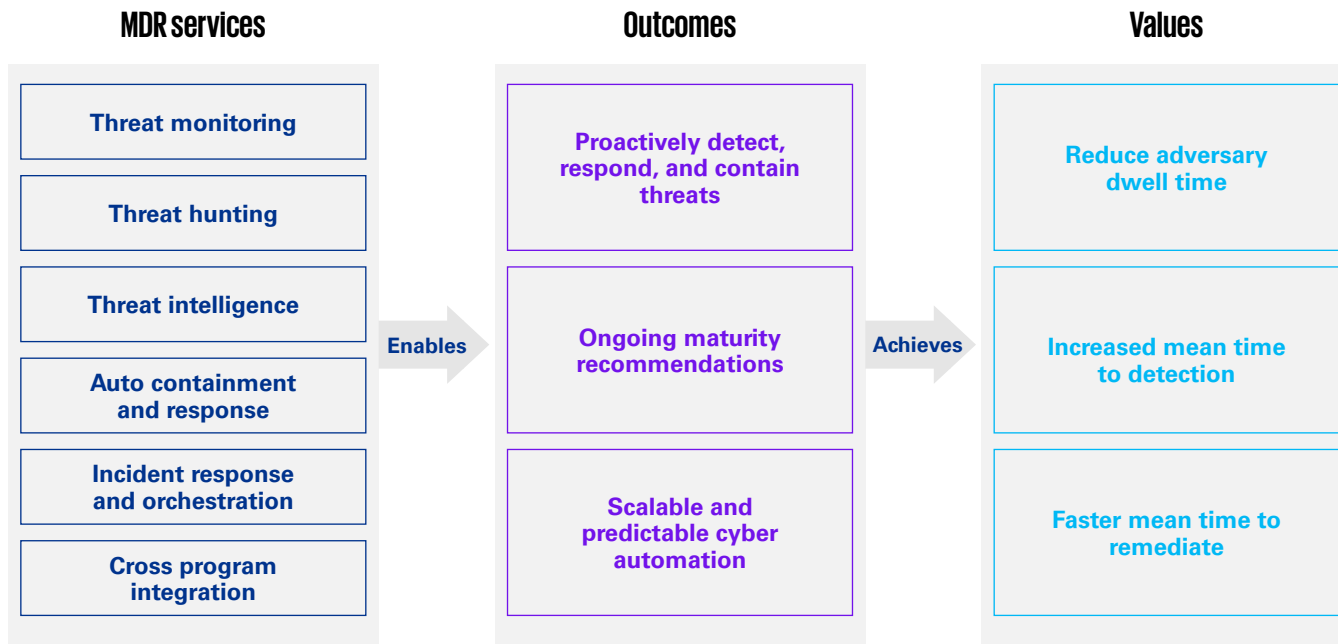 MDR services
Threat monitoring
Threat hunting
Threat intelligence
Auto containment
and response
Incident response
and orchestration
Cross program
integration
Enables
Outcomes
Proactively detect,
respond, and contain
threats
Ongoing maturity
recommendations
Scalable and
predictable cyber
automation
Achieves
Values
Reduce adversary
dwell time
Increased mean time
to detection
Faster mean time to
remediate